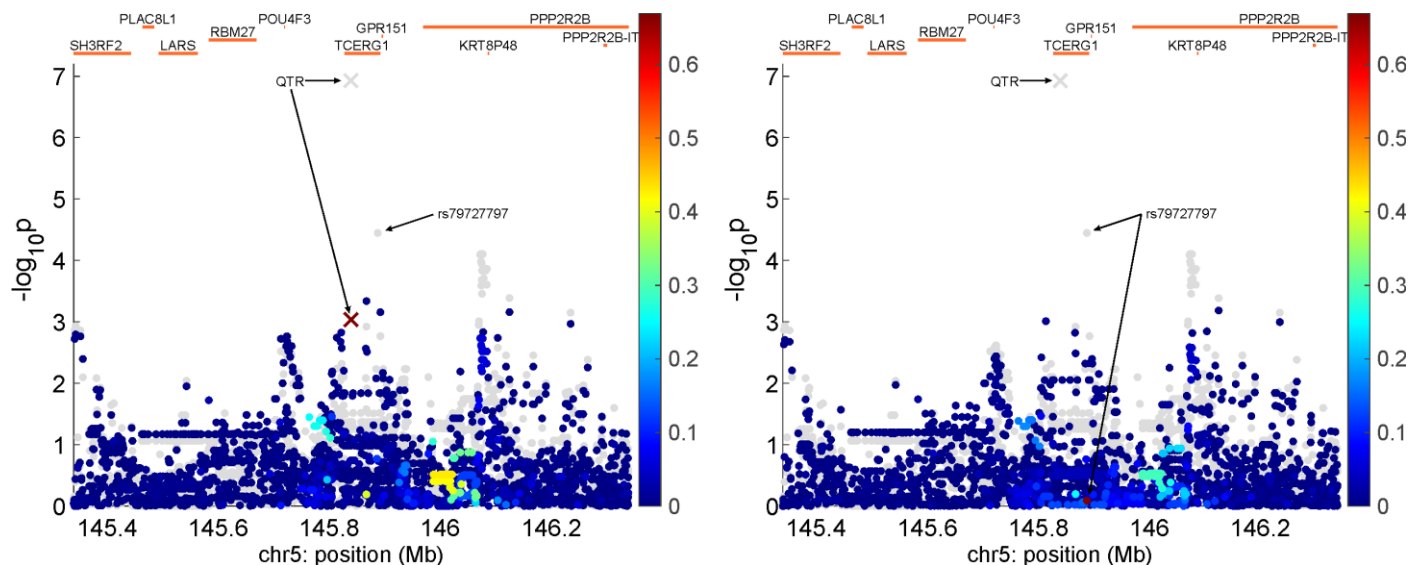 PLAC8L1 POU4F3 GPR151 PPP2R2B
RBM27 PPP2R2B-IT
SH3RF2 LARS TCERG1 KRT8P48
QTR
rs79727797
-log10p
7
6
5
4
3
2
1
0
145.4 145.6 145.8 146 146.2
chr5: position (Mb)
0.6
0.5
0.4
0.3
0.2
0.1
0
PLAC8L1 POU4F3 GPR151 PPP2R2B
RBM27 PPP2R2B-IT
SH3RF2 LARS TCERG1 KRT8P48
QTR
rs79727797
-log10p
7
6
5
4
3
2
1
0
145.4 145.6 145.8 146 146.2
chr5: position (Mb)
0.6
0.5
0.4
0.3
0.2
0.1
0